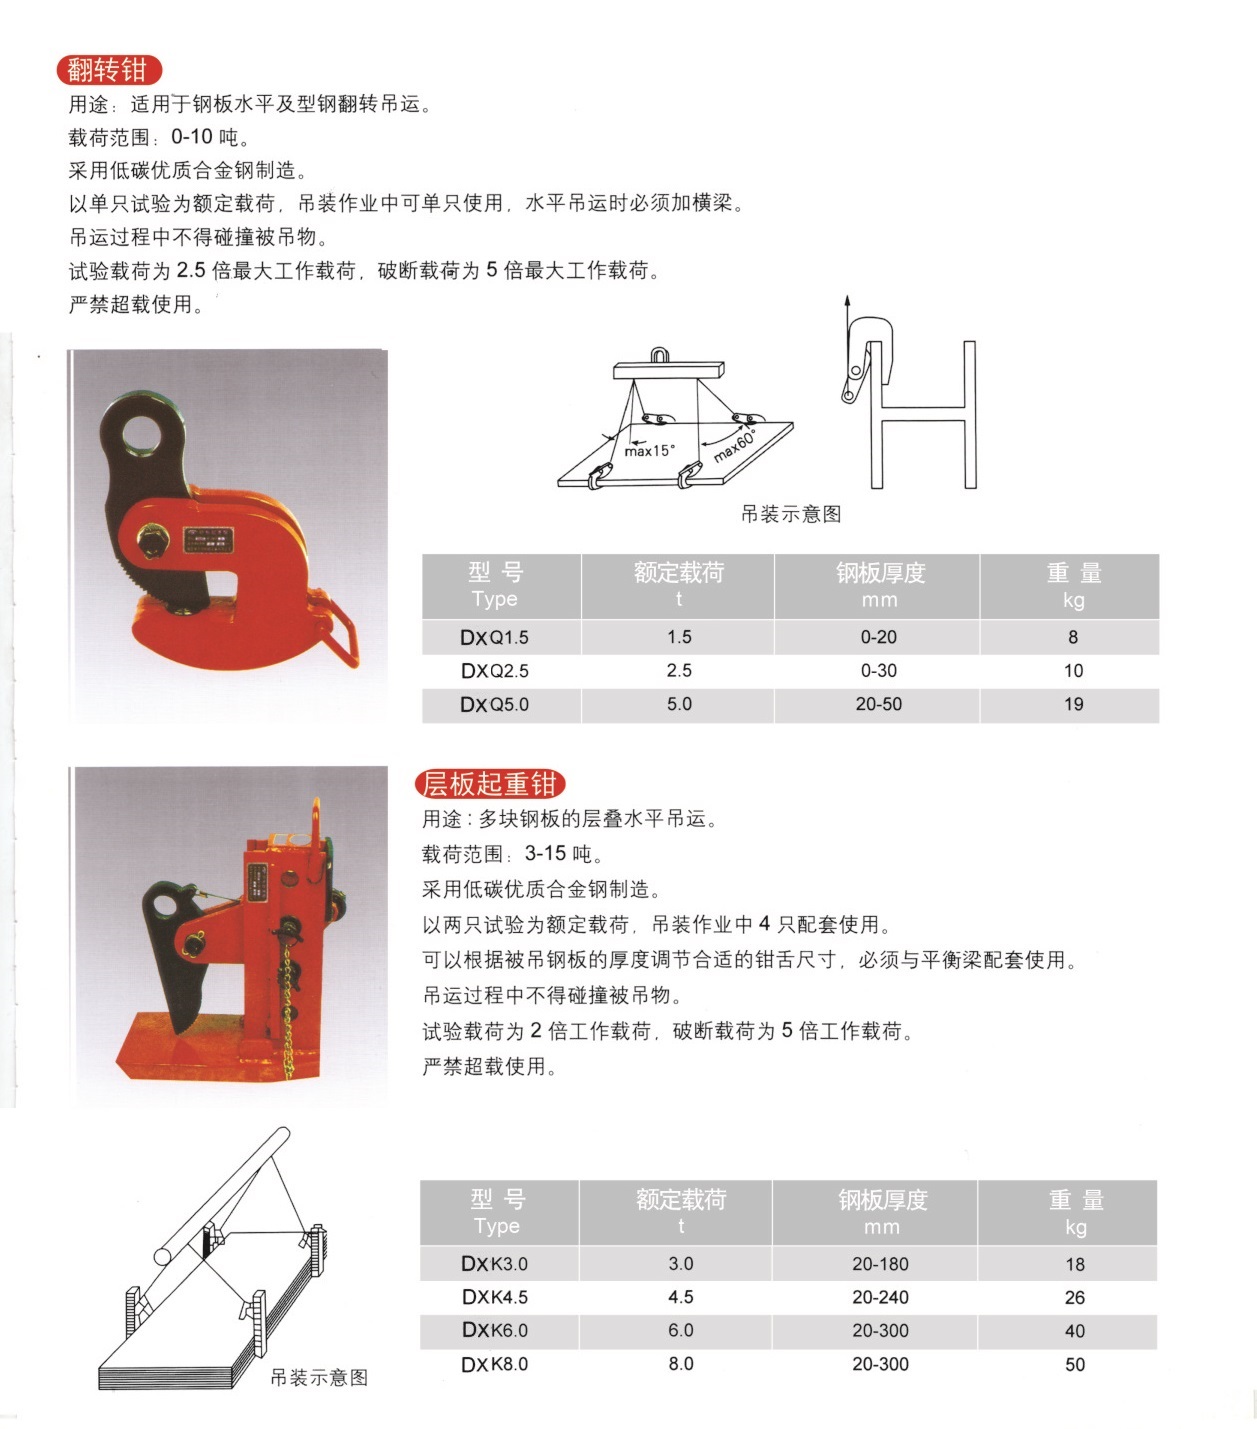 翻转钳
用途：适用于钢板水平及型钢翻转吊运。
载荷范围：0-10 吨。
采用低碳优质合金钢制造。
以单只试验为额定载荷，吊装作业中可单只使用，水平吊运时必须加横梁。
吊运过程中不得碰撞被吊物。
试验载荷为 2.5 倍最大工作载荷，破断载荷为 5 倍最大工作载荷。
严禁超载使用。
max15°
max60°
吊装示意图
型 号 额定载荷 钢板厚度 重 量
Type t mm kg
DXQ1.5 1.5 0-20 8
DXQ2.5 2.5 0-30 10
DXQ5.0 5.0 20-50 19
层板起重钳
用途：多块钢板的层叠水平吊运。
载荷范围：3-15 吨。
采用低碳优质合金钢制造。
以两只试验为额定载荷，吊装作业中 4 只配套使用。
可以根据被吊钢板的厚度调节合适的钳舌尺寸，必须与平衡梁配套使用。
吊运过程中不得碰撞被吊物。
试验载荷为 2 倍工作载荷，破断载荷为 5 倍工作载荷。
严禁超载使用。
型 号 额定载荷 钢板厚度 重 量
Type t mm kg
DXK3.0 3.0 20-180 18
DXK4.5 4.5 20-240 26
DXK6.0 6.0 20-300 40
DXK8.0 8.0 20-300 50
吊装示意图